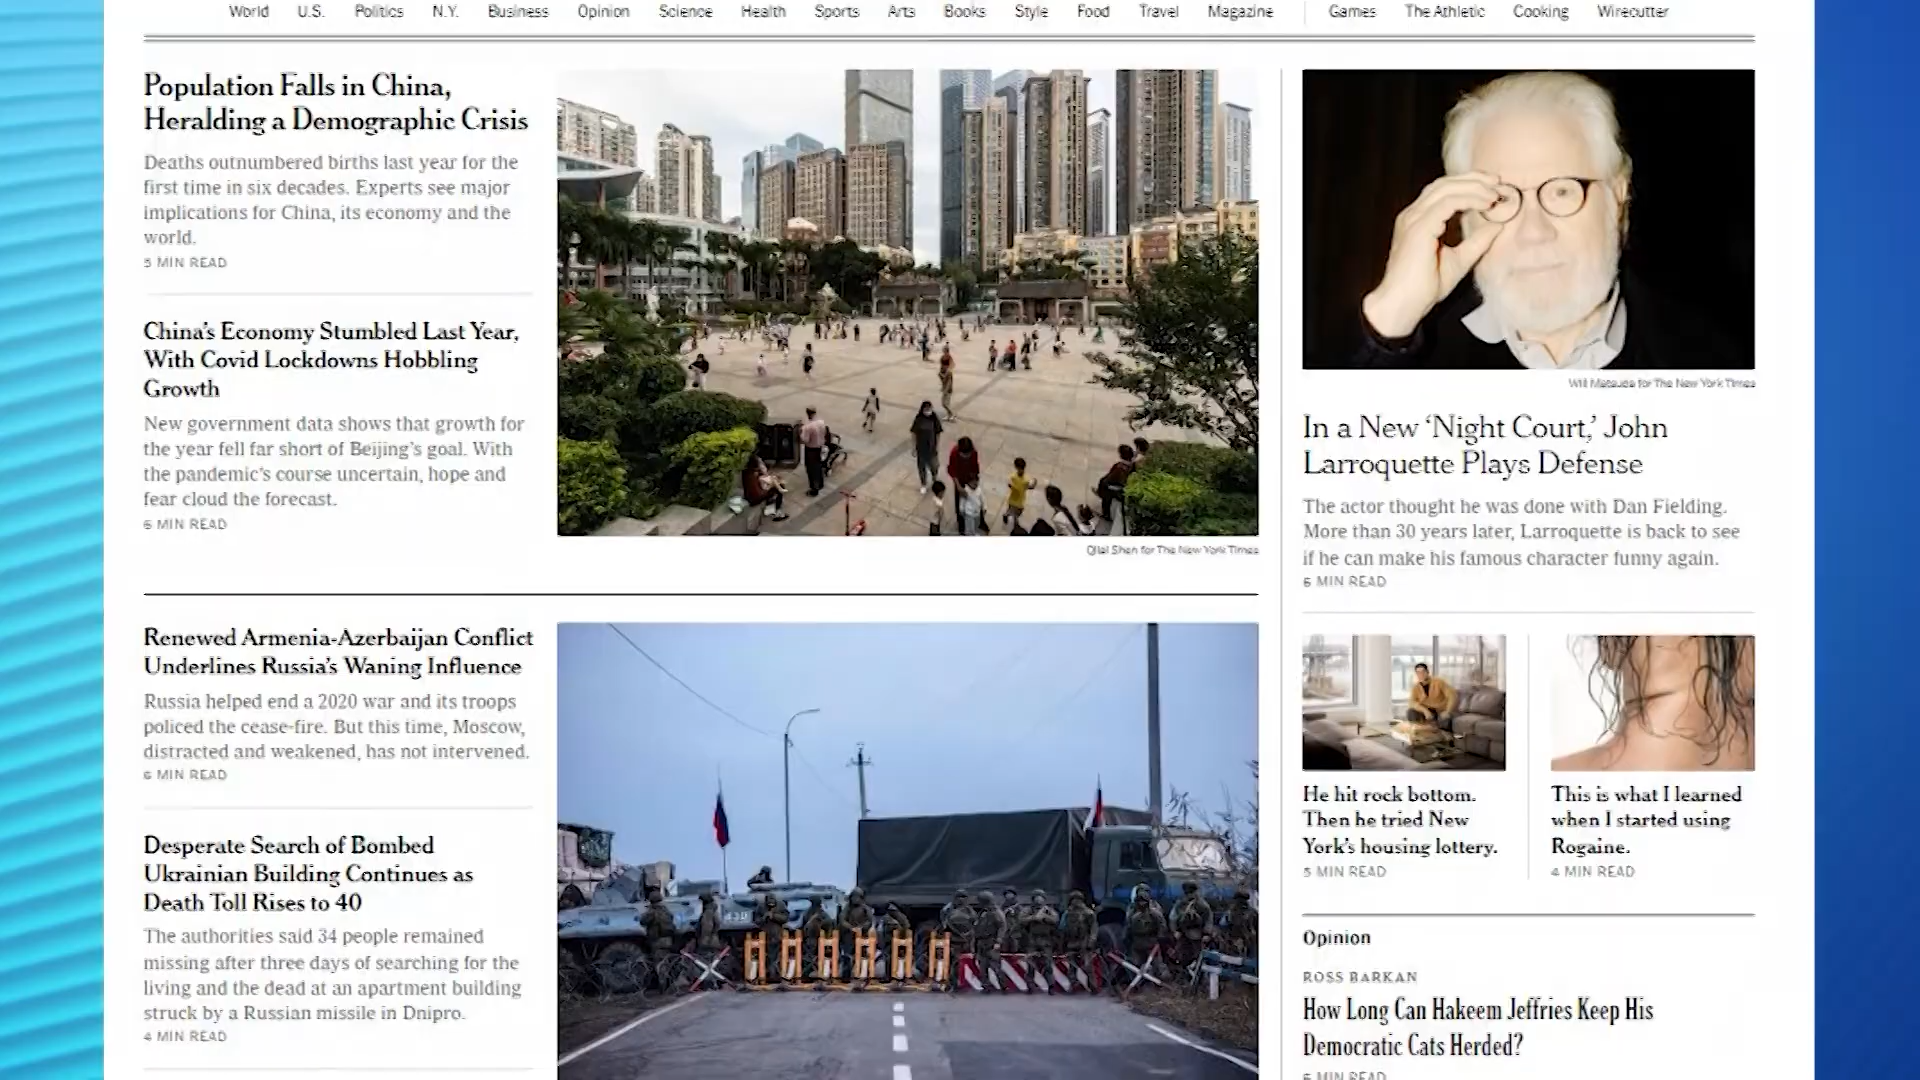 World U.S. Politics N.Y. Business Opinion Science Health Sports Arts Books Style Food Travel Magazine Games The Athletic Cooking Wirecutter
Population Falls in China,
Heralding a Demographic Crisis
Deaths outnumbered births last year for the
first time in six decades. Experts see major
implications for China, its economy and the
world.
5 MIN READ
China's Economy Stumbled Last Year,
With Covid Lockdowns Hobbling
Growth
New government data shows that growth for
the year fell far short of Beijing's goal. With
the pandemic's course uncertain, hope and
fear cloud the forecast.
6 MIN READ
Qilai Shen for The New York Times
Renewed Armenia-Azerbaijan Conflict
Underlines Russia's Waning Influence
Russia helped end a 2020 war and its troops
policed the cease-fire. But this time, Moscow,
distracted and weakened, has not intervened.
6 MIN READ
Desperate Search of Bombed
Ukrainian Building Continues as
Death Toll Rises to 40
The authorities said 34 people remained
missing after three days of searching for the
living and the dead at an apartment building
struck by a Russian missile in Dnipro.
4 MIN READ
Will Matsuda for The New York Times
In a New ‘Night Court,’ John
Larroquette Plays Defense
The actor thought he was done with Dan Fielding.
More than 30 years later, Larroquette is back to see
if he can make his famous character funny again.
6 MIN READ
He hit rock bottom.
Then he tried New
York's housing lottery.
5 MIN READ
This is what I learned
when I started using
Rogaine.
4 MIN READ
Opinion
ROSS BARKAN
How Long Can Hakeem Jeffries Keep His
Democratic Cats Herded?
MIN READ